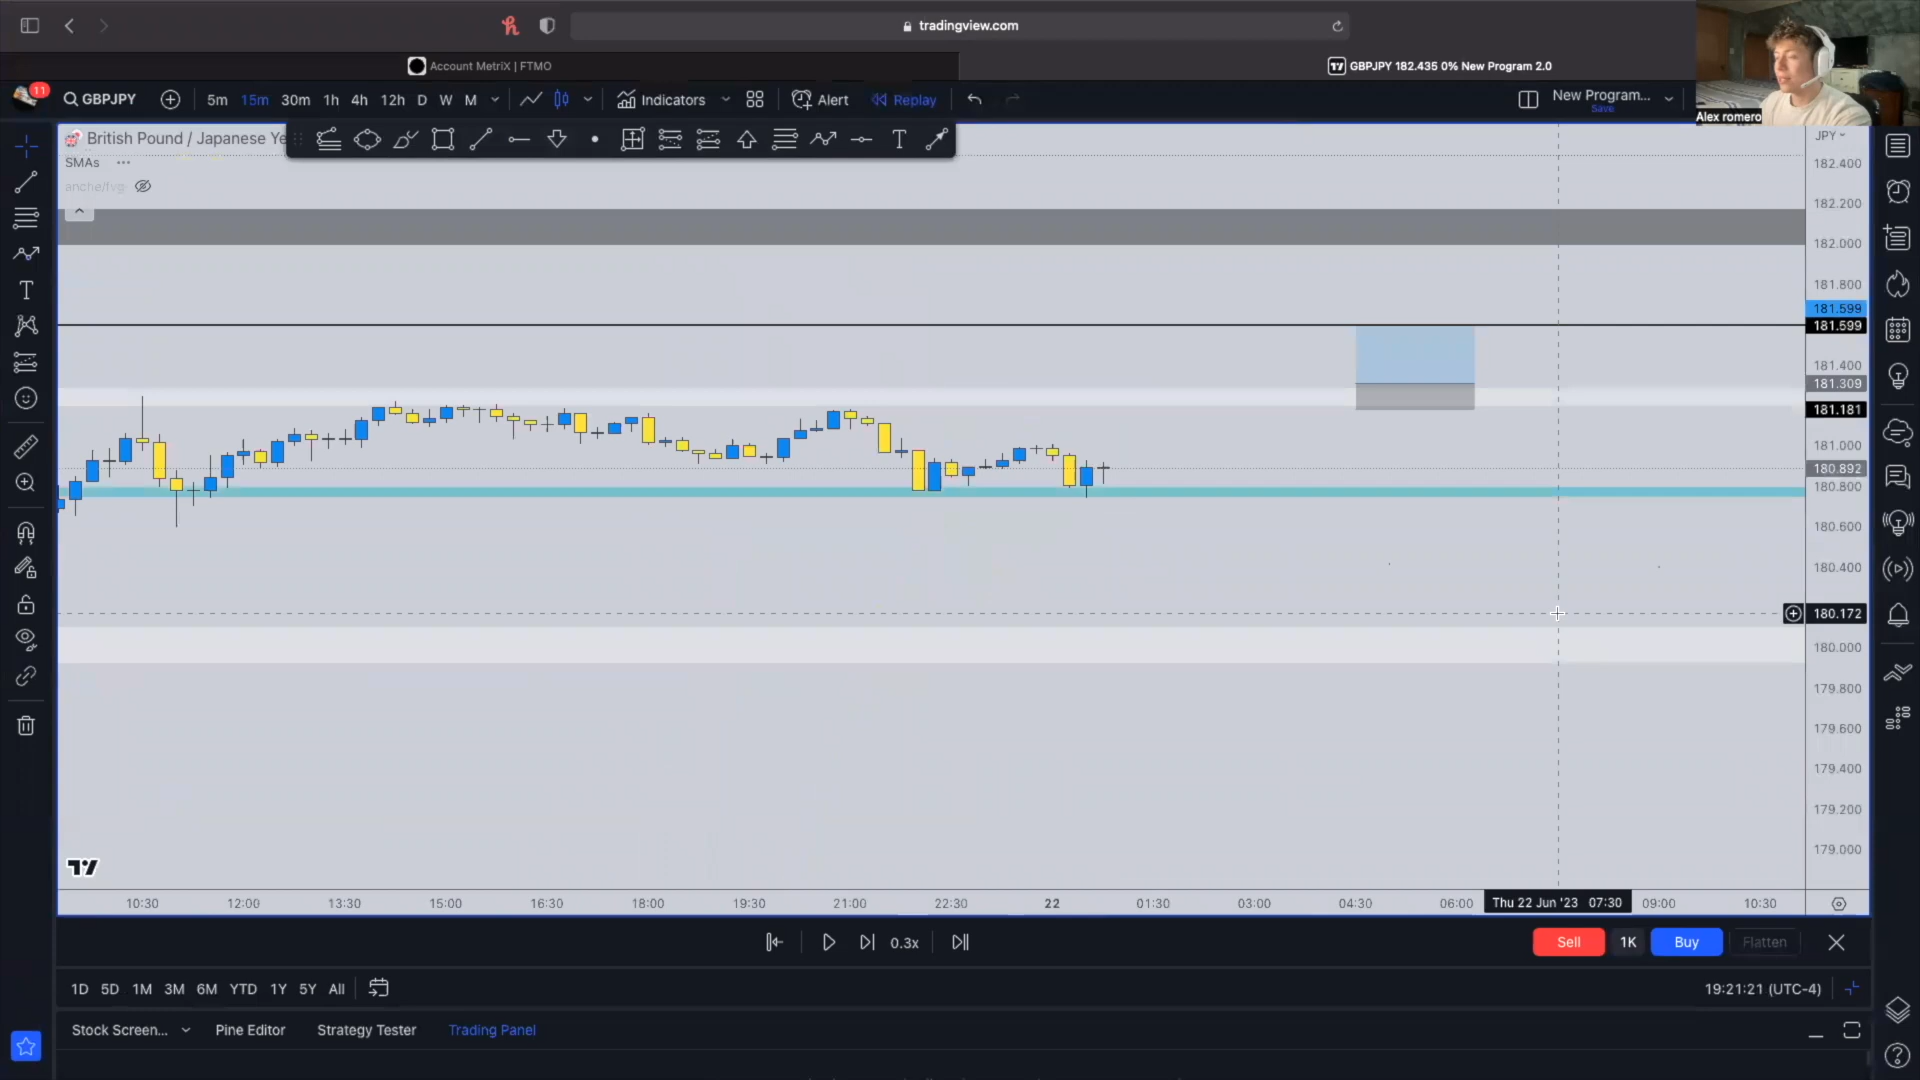 tradingview.com
Account MetriX | FTMO
GBPJPY 182.435 0% New Program 2.0
11
GBPJPY
5m 15m 30m 1h 4h 12h D W M
Indicators
Alert
Replay
New Program...
Save
Alex romero
British Pound / Japanese Ye
SMAs
JPY
182.400
182.200
182.000
181.800
181.599
181.599
181.400
181.309
181.181
181.000
180.892
180.800
180.600
180.400
180.172
180.000
179.800
179.600
179.400
179.200
179.000
10:30 12:00 13:30 15:00 16:30 18:00 19:30 21:00 22:30 22 01:30 03:00 04:30 06:00 Thu 22 Jun '23 07:30 09:00 10:30
0.3x
Sell 1K Buy Flatten
1D 5D 1M 3M 6M YTD 1Y 5Y All
19:21:21 (UTC-4)
Stock Screen... Pine Editor Strategy Tester Trading Panel